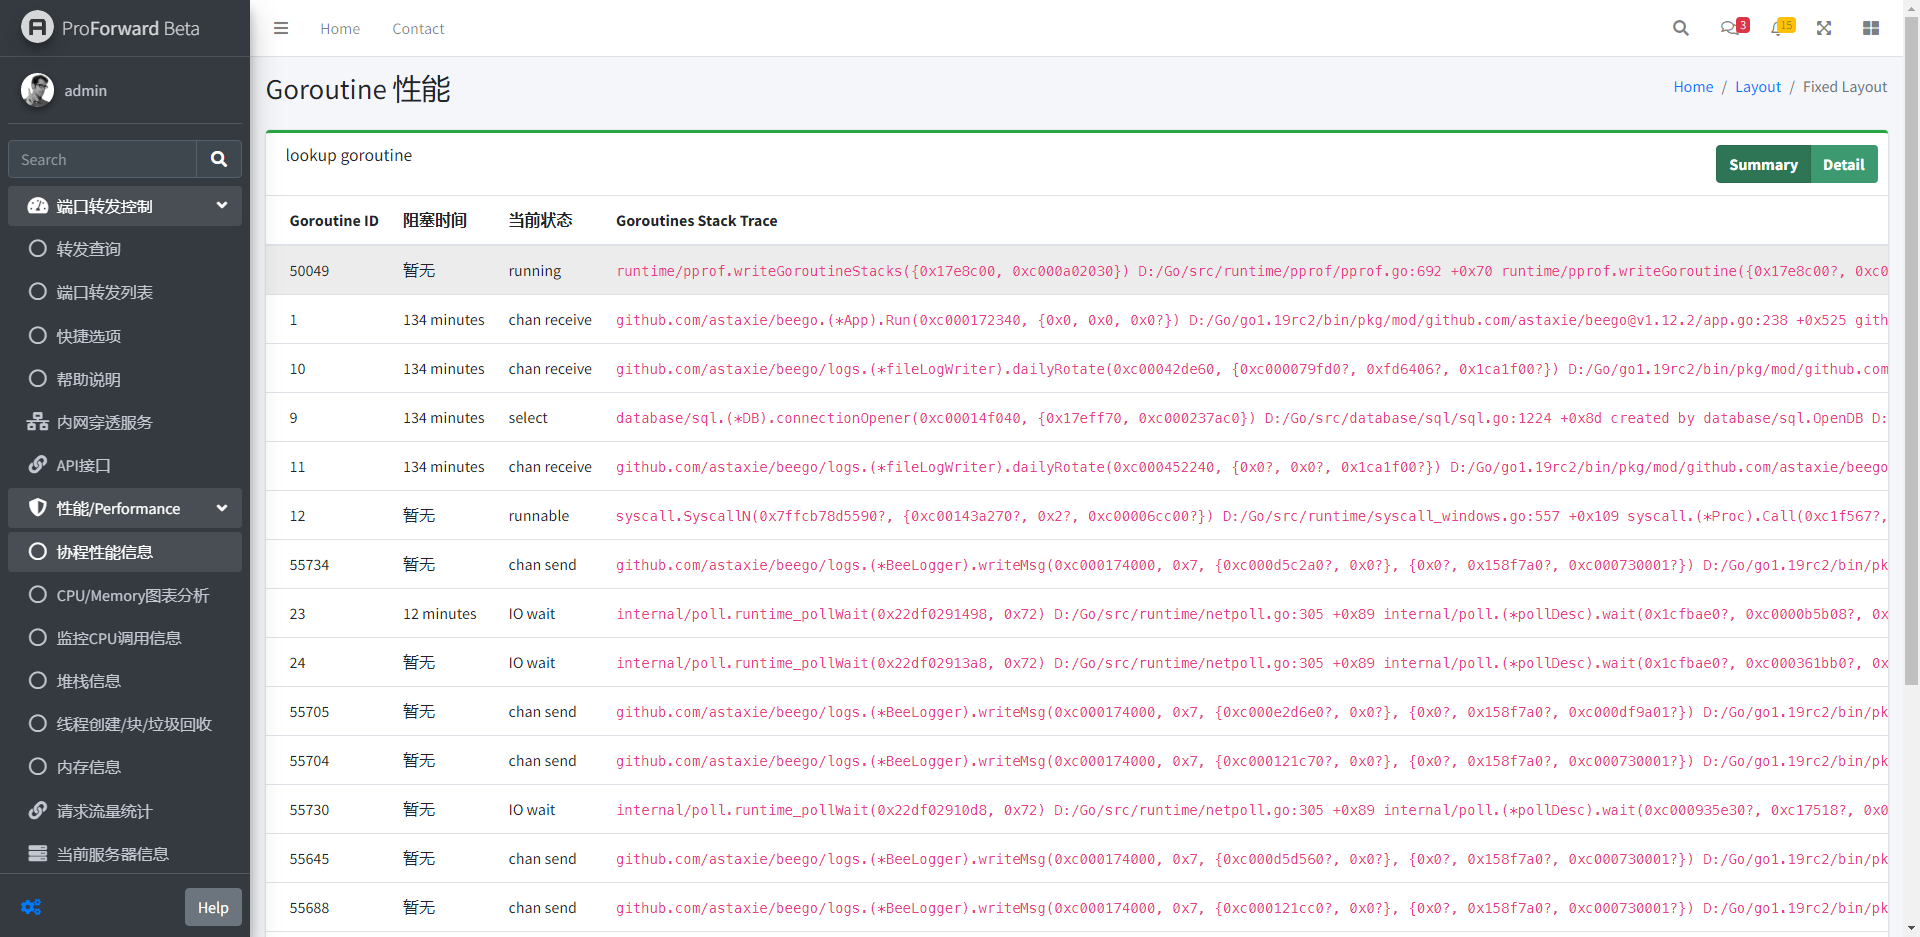 ProForward Beta
admin
Search
端口转发控制
转发查询
端口转发列表
快捷选项
帮助说明
内网穿透服务
API接口
性能/Performance
协程性能信息
CPU/Memory图表分析
监控CPU调用信息
堆栈信息
线程创建/块/垃圾回收
内存信息
请求流量统计
当前服务器信息
Help
Home Contact 3 15
Goroutine 性能
Home / Layout / Fixed Layout
lookup goroutine
Summary Detail
Goroutine ID 阻塞时间 当前状态 Goroutines Stack Trace
50049 暂无 running runtime/pprof.writeGoroutineStacks({0x17e8c00, 0xc000a02030}) D:/Go/src/runtime/pprof/pprof.go:692 +0x70 runtime/pprof.writeGoroutine({0x17e8c00?, 0xc0
1 134 minutes chan receive github.com/astaxie/beego.(*App).Run(0xc000172340, {0x0, 0x0, 0x0?}) D:/Go/go1.19rc2/bin/pkg/mod/github.com/astaxie/beego@v1.12.2/app.go:238 +0x525 gith
10 134 minutes chan receive github.com/astaxie/beego/logs.(*fileLogWriter).dailyRotate(0xc00042de60, {0xc000079fd0?, 0xfd6406?, 0x1ca1f00?}) D:/Go/go1.19rc2/bin/pkg/mod/github.com
9 134 minutes select database/sql.(*DB).connectionOpener(0xc00014f040, {0x17eff70, 0xc000237ac0}) D:/Go/src/database/sql/sql.go:1224 +0x8d created by database/sql.OpenDB D:
11 134 minutes chan receive github.com/astaxie/beego/logs.(*fileLogWriter).dailyRotate(0xc000452240, {0x0?, 0x0?, 0x1ca1f00?}) D:/Go/go1.19rc2/bin/pkg/mod/github.com/astaxie/beego
12 暂无 runnable syscall.SyscallN(0x7ffcb78d5590?, {0xc00143a270?, 0x2?, 0xc00006cc00?}) D:/Go/src/runtime/syscall_windows.go:557 +0x109 syscall.(*Proc).Call(0xc1f567?,
55734 暂无 chan send github.com/astaxie/beego/logs.(*BeeLogger).writeMsg(0xc000174000, 0x7, {0xc000d5c2a0?, 0x0?}, {0x0?, 0x158f7a0?, 0xc000730001?}) D:/Go/go1.19rc2/bin/pk
23 12 minutes IO wait internal/poll.runtime_pollWait(0x22df0291498, 0x72) D:/Go/src/runtime/netpoll.go:305 +0x89 internal/poll.(*pollDesc).wait(0x1cfbae0?, 0xc0000b5b08?, 0x
24 暂无 IO wait internal/poll.runtime_pollWait(0x22df02913a8, 0x72) D:/Go/src/runtime/netpoll.go:305 +0x89 internal/poll.(*pollDesc).wait(0x1cfbae0?, 0xc000361bb0?, 0x
55705 暂无 chan send github.com/astaxie/beego/logs.(*BeeLogger).writeMsg(0xc000174000, 0x7, {0xc000e2d6e0?, 0x0?}, {0x0?, 0x158f7a0?, 0xc000df9a01?}) D:/Go/go1.19rc2/bin/pk
55704 暂无 chan send github.com/astaxie/beego/logs.(*BeeLogger).writeMsg(0xc000174000, 0x7, {0xc000121c70?, 0x0?}, {0x0?, 0x158f7a0?, 0xc000730001?}) D:/Go/go1.19rc2/bin/pk
55730 暂无 IO wait internal/poll.runtime_pollWait(0x22df02910d8, 0x72) D:/Go/src/runtime/netpoll.go:305 +0x89 internal/poll.(*pollDesc).wait(0xc000935e30?, 0xc17518?, 0x0
55645 暂无 chan send github.com/astaxie/beego/logs.(*BeeLogger).writeMsg(0xc000174000, 0x7, {0xc000d5d560?, 0x0?}, {0x0?, 0x158f7a0?, 0xc000730001?}) D:/Go/go1.19rc2/bin/pk
55688 暂无 chan send github.com/astaxie/beego/logs.(*BeeLogger).writeMsg(0xc000174000, 0x7, {0xc000121cc0?, 0x0?}, {0x0?, 0x158f7a0?, 0xc000730001?}) D:/Go/go1.19rc2/bin/pk